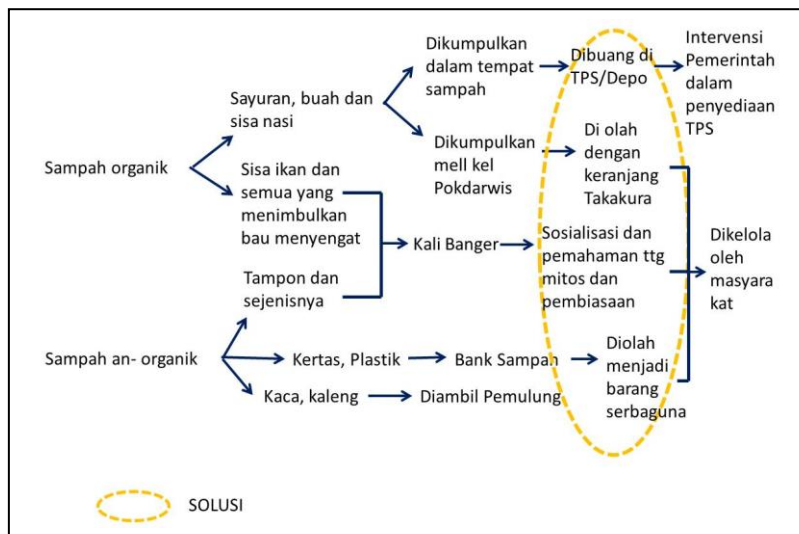 Dikumpulkan
dalam tempat
sampah
Dibuang di
TPS/Depo
Intervensi
Pemerintah
dalam
penyediaan
TPS
Sayuran, buah dan
sisa nasi
Dikumpulkan
mell kel
Pokdarwis
Di olah
dengan
keranjang
Takakura
Sampah organik
Sisa ikan dan
semua yang
menimbulkan
bau menyengat
Kali Banger
Sosialisasi dan
pemahaman ttg
mitos dan
pembiasaan
Dikelola
oleh
masyara
kat
Tampon dan
sejenisnya
Sampah an- organik
Kertas, Plastik
Bank Sampah
Diolah
menjadi
barang
serbaguna
Kaca, kaleng
Diambil Pemulung
SOLUSI